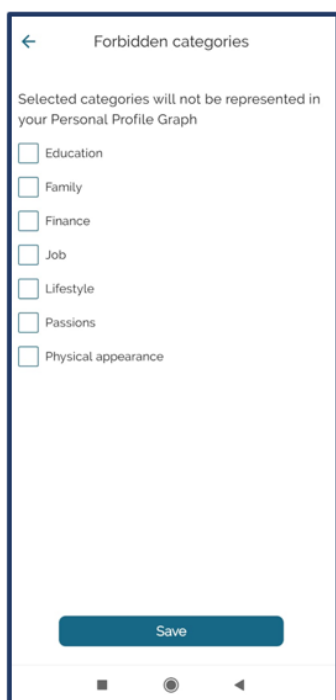 Forbidden categories
Selected categories will not be represented in
your Personal Profile Graph
Education
Family
Finance
Job
Lifestyle
Passions
Physical appearance
Save